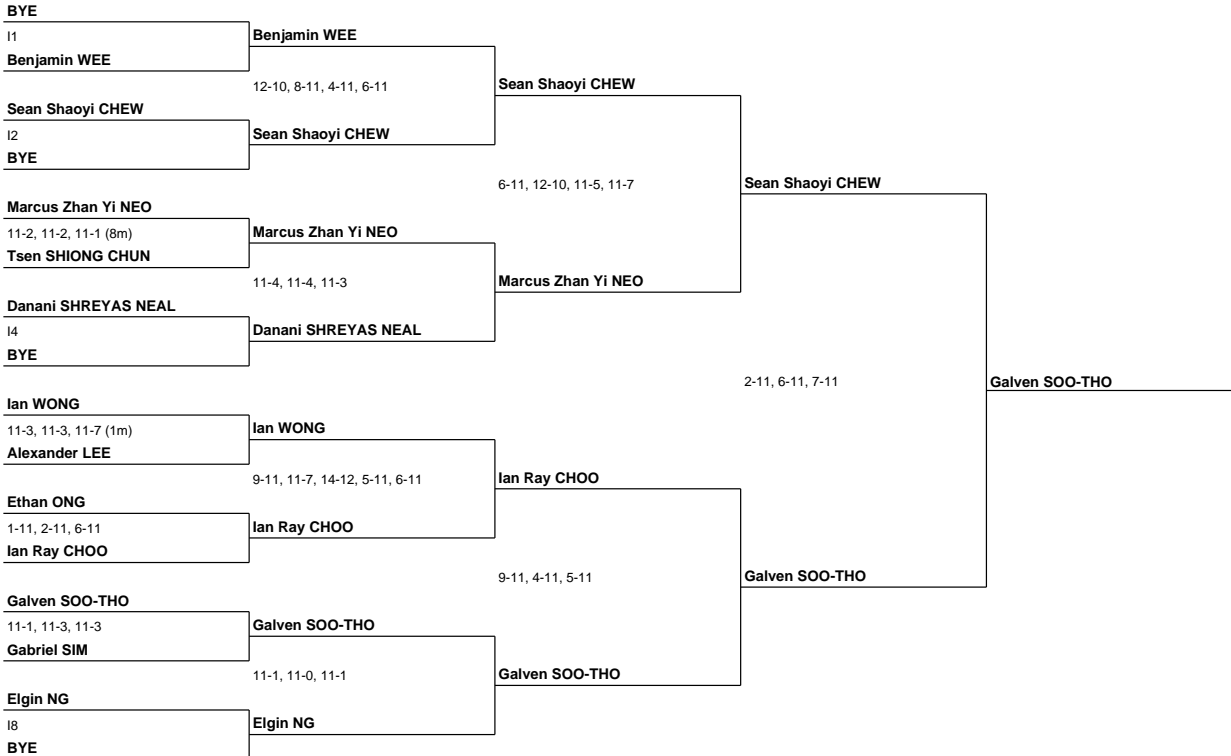 BYE
I1
Benjamin WEE
Benjamin WEE
12-10, 8-11, 4-11, 6-11
Sean Shaoyi CHEW
Sean Shaoyi CHEW
I2
Sean Shaoyi CHEW
BYE
6-11, 12-10, 11-5, 11-7
Sean Shaoyi CHEW
Marcus Zhan Yi NEO
11-2, 11-2, 11-1 (8m)
Marcus Zhan Yi NEO
Tsen SHIONG CHUN
11-4, 11-4, 11-3
Marcus Zhan Yi NEO
Danani SHREYAS NEAL
I4
Danani SHREYAS NEAL
BYE
2-11, 6-11, 7-11
Galven SOO-THO
Ian WONG
11-3, 11-3, 11-7 (1m)
Ian WONG
Alexander LEE
9-11, 11-7, 14-12, 5-11, 6-11
Ian Ray CHOO
Ethan ONG
1-11, 2-11, 6-11
Ian Ray CHOO
Ian Ray CHOO
9-11, 4-11, 5-11
Galven SOO-THO
Galven SOO-THO
11-1, 11-3, 11-3
Galven SOO-THO
Gabriel SIM
11-1, 11-0, 11-1
Galven SOO-THO
Elgin NG
I8
Elgin NG
BYE